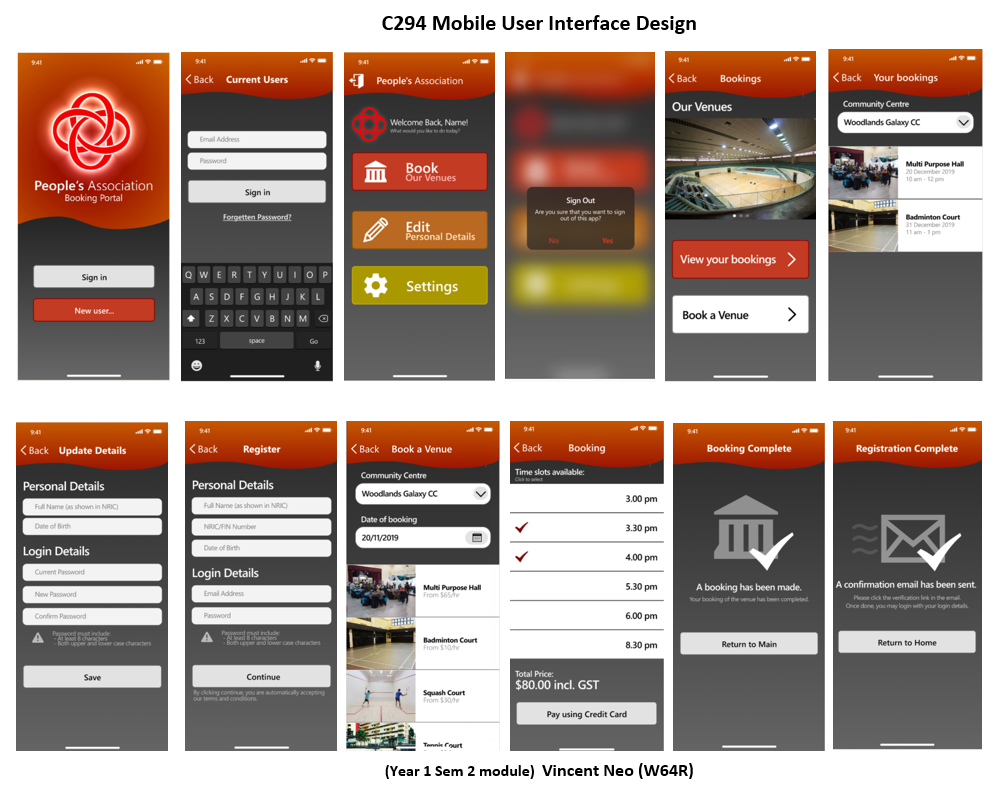 C294 Mobile User Interface Design
9:41
People's Association
Booking Portal
Sign in
New user...
9:41
Back
Current Users
Email Address
Password
Sign in
Forgetten Password?
Q W E R T Y U I O P
A S D F G H J K L
Z X C V B N M
123
space
Go
9:41
People's Association
Welcome Back, Name!
What would you like to do today?
Book
Our Venues
Edit
Personal Details
Settings
Sign Out
Are you sure that you want to sign
out of this app?
No
Yes
9:41
Back
Bookings
Our Venues
View your bookings
Book a Venue
9:41
Back
Your bookings
Community Centre
Woodlands Galaxy CC
Multi Purpose Hall
20 December 2019
10 am - 12 pm
Badminton Court
31 December 2019
11 am - 1 pm
9:41
Back
Update Details
Personal Details
Full Name (as shown in NRIC)
Date of Birth
Login Details
Current Password
New Password
Confirm Password
Password must include:
- At least 8 characters
- Both upper and lower case characters
Save
9:41
Back
Register
Personal Details
Full Name (as shown in NRIC)
NRIC/FIN Number
Date of Birth
Login Details
Email Address
Password
Password must include:
- At least 8 characters
- Both upper and lower case characters
Continue
By clicking continue, you are automatically accepting
our terms and conditions.
9:41
Back
Book a Venue
Community Centre
Woodlands Galaxy CC
Date of booking
20/11/2019
Multi Purpose Hall
From $65/hr
Badminton Court
From $10/hr
Squash Court
From $30/hr
Tennis Court
9:41
Back
Booking
Time slots available:
Click to select
3.00 pm
3.30 pm
4.00 pm
5.30 pm
6.00 pm
8.30 pm
Total Price:
$80.00 incl. GST
Pay using Credit Card
9:41
Booking Complete
A booking has been made.
Your booking of the venue has been completed.
Return to Main
9:41
Registration Complete
A confirmation email has been sent.
Please click the verification link in the email.
Once done, you may login with your login details.
Return to Home
(Year 1 Sem 2 module) Vincent Neo (W64R)